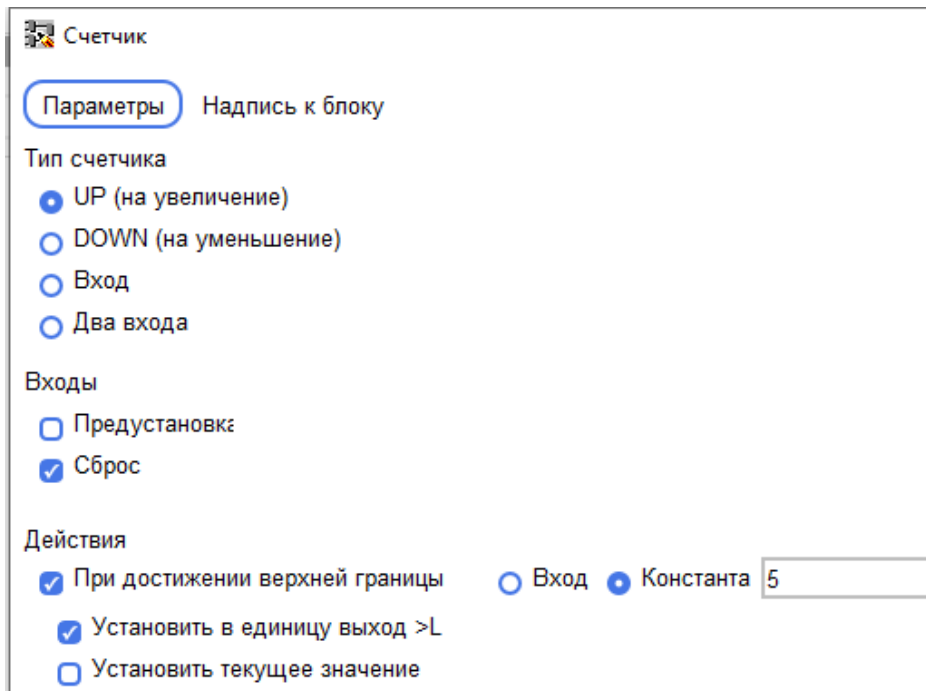 Счетчик
Параметры Надпись к блоку
Тип счетчика
UP (на увеличение)
DOWN (на уменьшение)
Вход
Два входа
Входы
Предустановка
Сброс
Действия
При достижении верхней границы Вход Константа 5
Установить в единицу выход >L
Установить текущее значение